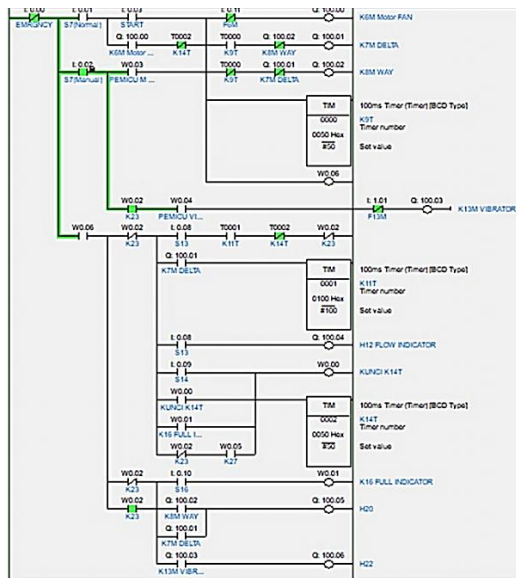 I: 0.00 I: 0.01 I: 0.03 I: 0.11 Q: 100.00
EMRGNCY S7(Normal) START F6M K6M Motor FAN
Q: 100.00 T0002 T0000 Q: 100.02 Q: 100.01
K6M Motor ... K14T K9T K8M WAY K7M DELTA
I: 0.02 W0.03 T0000 Q: 100.01 Q: 100.02
S7(Manual) PEMICU M ... K9T K7M DELTA K8M WAY
TIM 100ms Timer (Timer) [BCD Type]
0000 K9T
Timer number
0050 Hex
#50 Set value
W0.06
W0.02 W0.04 I: 1.01 Q: 100.03
K23 PEMICU VI... F13M K13M VIBRATOR
W0.06 W0.02 I: 0.08 T0001 T0002 W0.02
K23 S13 K11T K14T K23
Q: 100.01
K7M DELTA
TIM 100ms Timer (Timer) [BCD Type]
0001 K11T
Timer number
0100 Hex
#100 Set value
I: 0.08 Q: 100.04
S13 H12 FLOW INDICATOR
I: 0.09 W0.00
S14 KUNCI K14T
W0.00
KUNCI K14T
TIM 100ms Timer (Timer) [BCD Type]
W0.01
0002 K14T
K16 FULL I...
Timer number
0050 Hex
W0.02 W0.05
#50 Set value
K23 K27
W0.02 I: 0.10 W0.01
K23 S16 K16 FULL INDICATOR
W0.02 Q: 100.02 Q: 100.05
K23 K8M WAY H20
Q: 100.01
K7M DELTA
Q: 100.03 Q: 100.06
K13M VIBR... H22